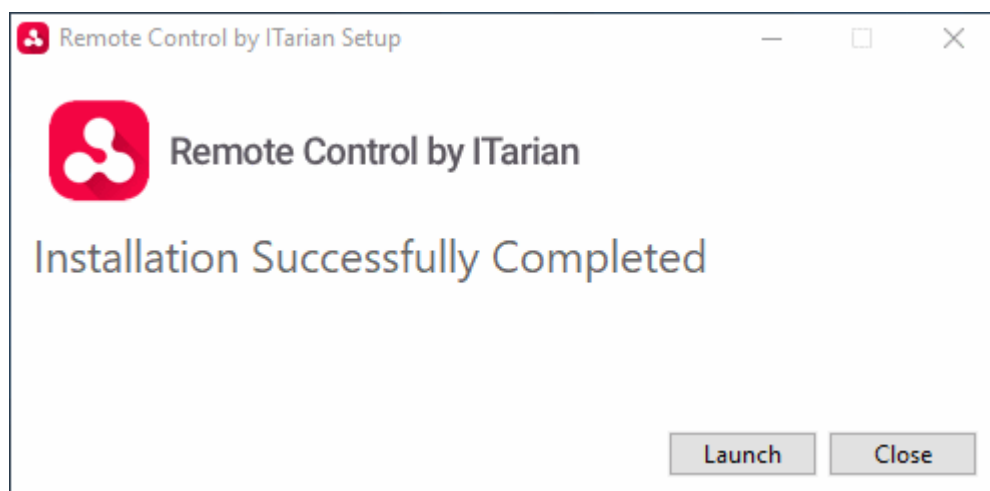 Remote Control by ITarian Setup
Remote Control by ITarian
Installation Successfully Completed
Launch Close